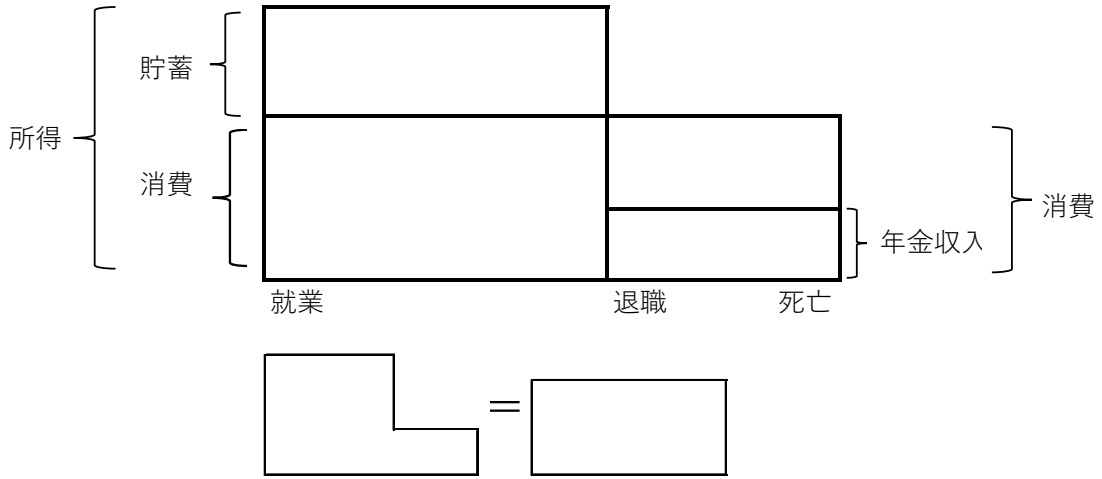 貯蓄
所得
消費
消費
年金収入
就業
退職
死亡
=